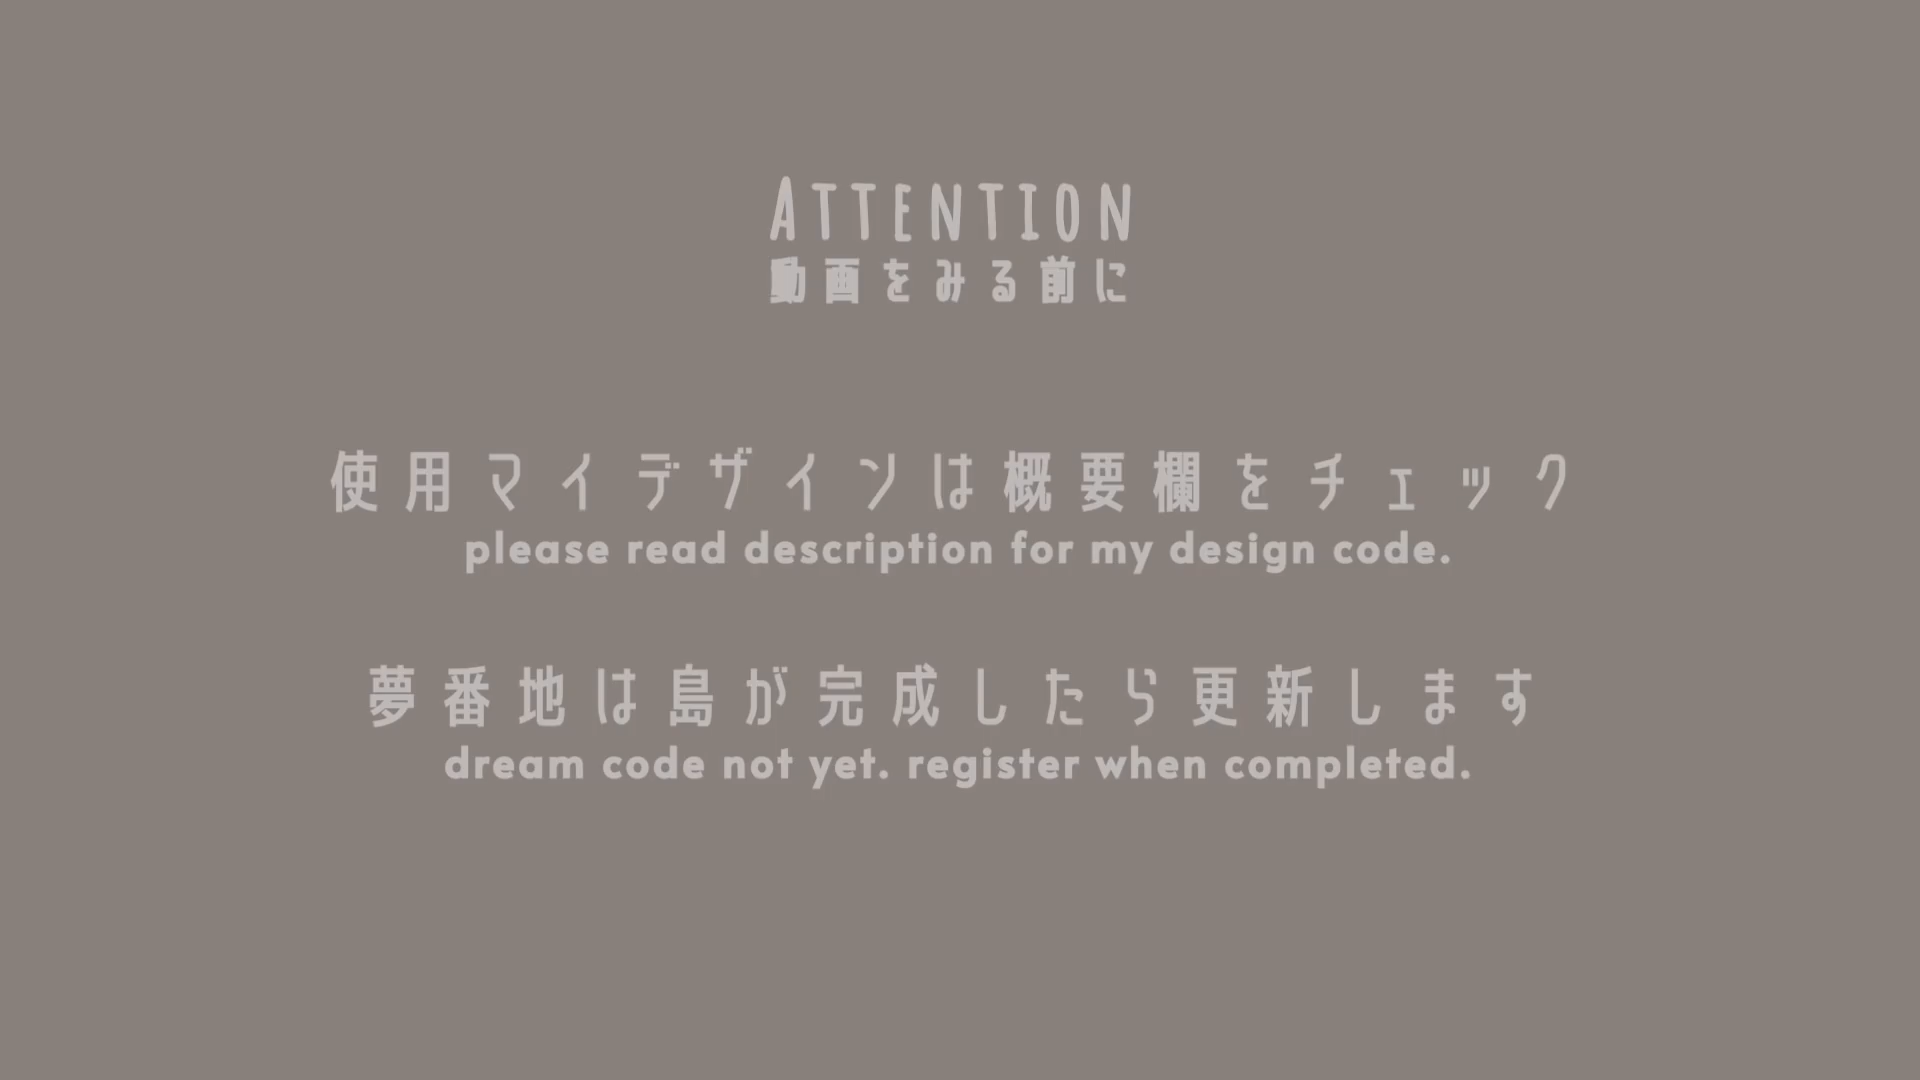 ATTENTION
動画をみる前に
使用マイデザインは概要欄をチェック
please read description for my design code.
夢番地は島が完成したら更新します
dream code not yet. register when completed.